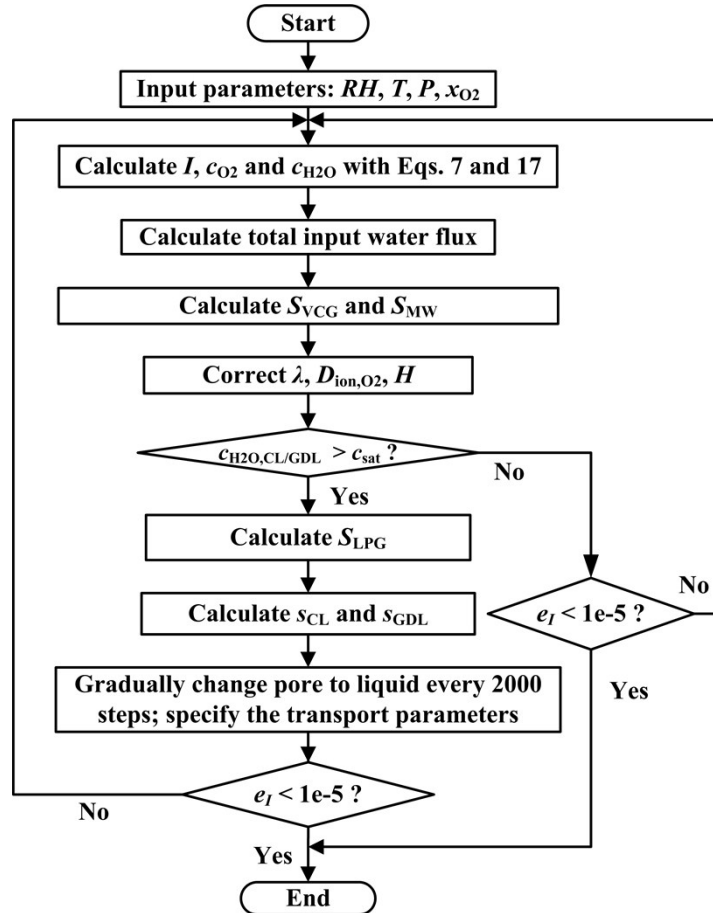 Start
Input parameters: RH, T, P, xO2
Calculate I, cO2 and cH2O with Eqs. 7 and 17
Calculate total input water flux
Calculate SVCG and SMW
Correct λ, Dion,O2, H
cH2O,CL/GDL > csat ?
No
Yes
Calculate SLPG
Calculate sCL and sGDL
eI < 1e-5 ?
No
Yes
Gradually change pore to liquid every 2000
steps; specify the transport parameters
eI < 1e-5 ?
No
Yes
End